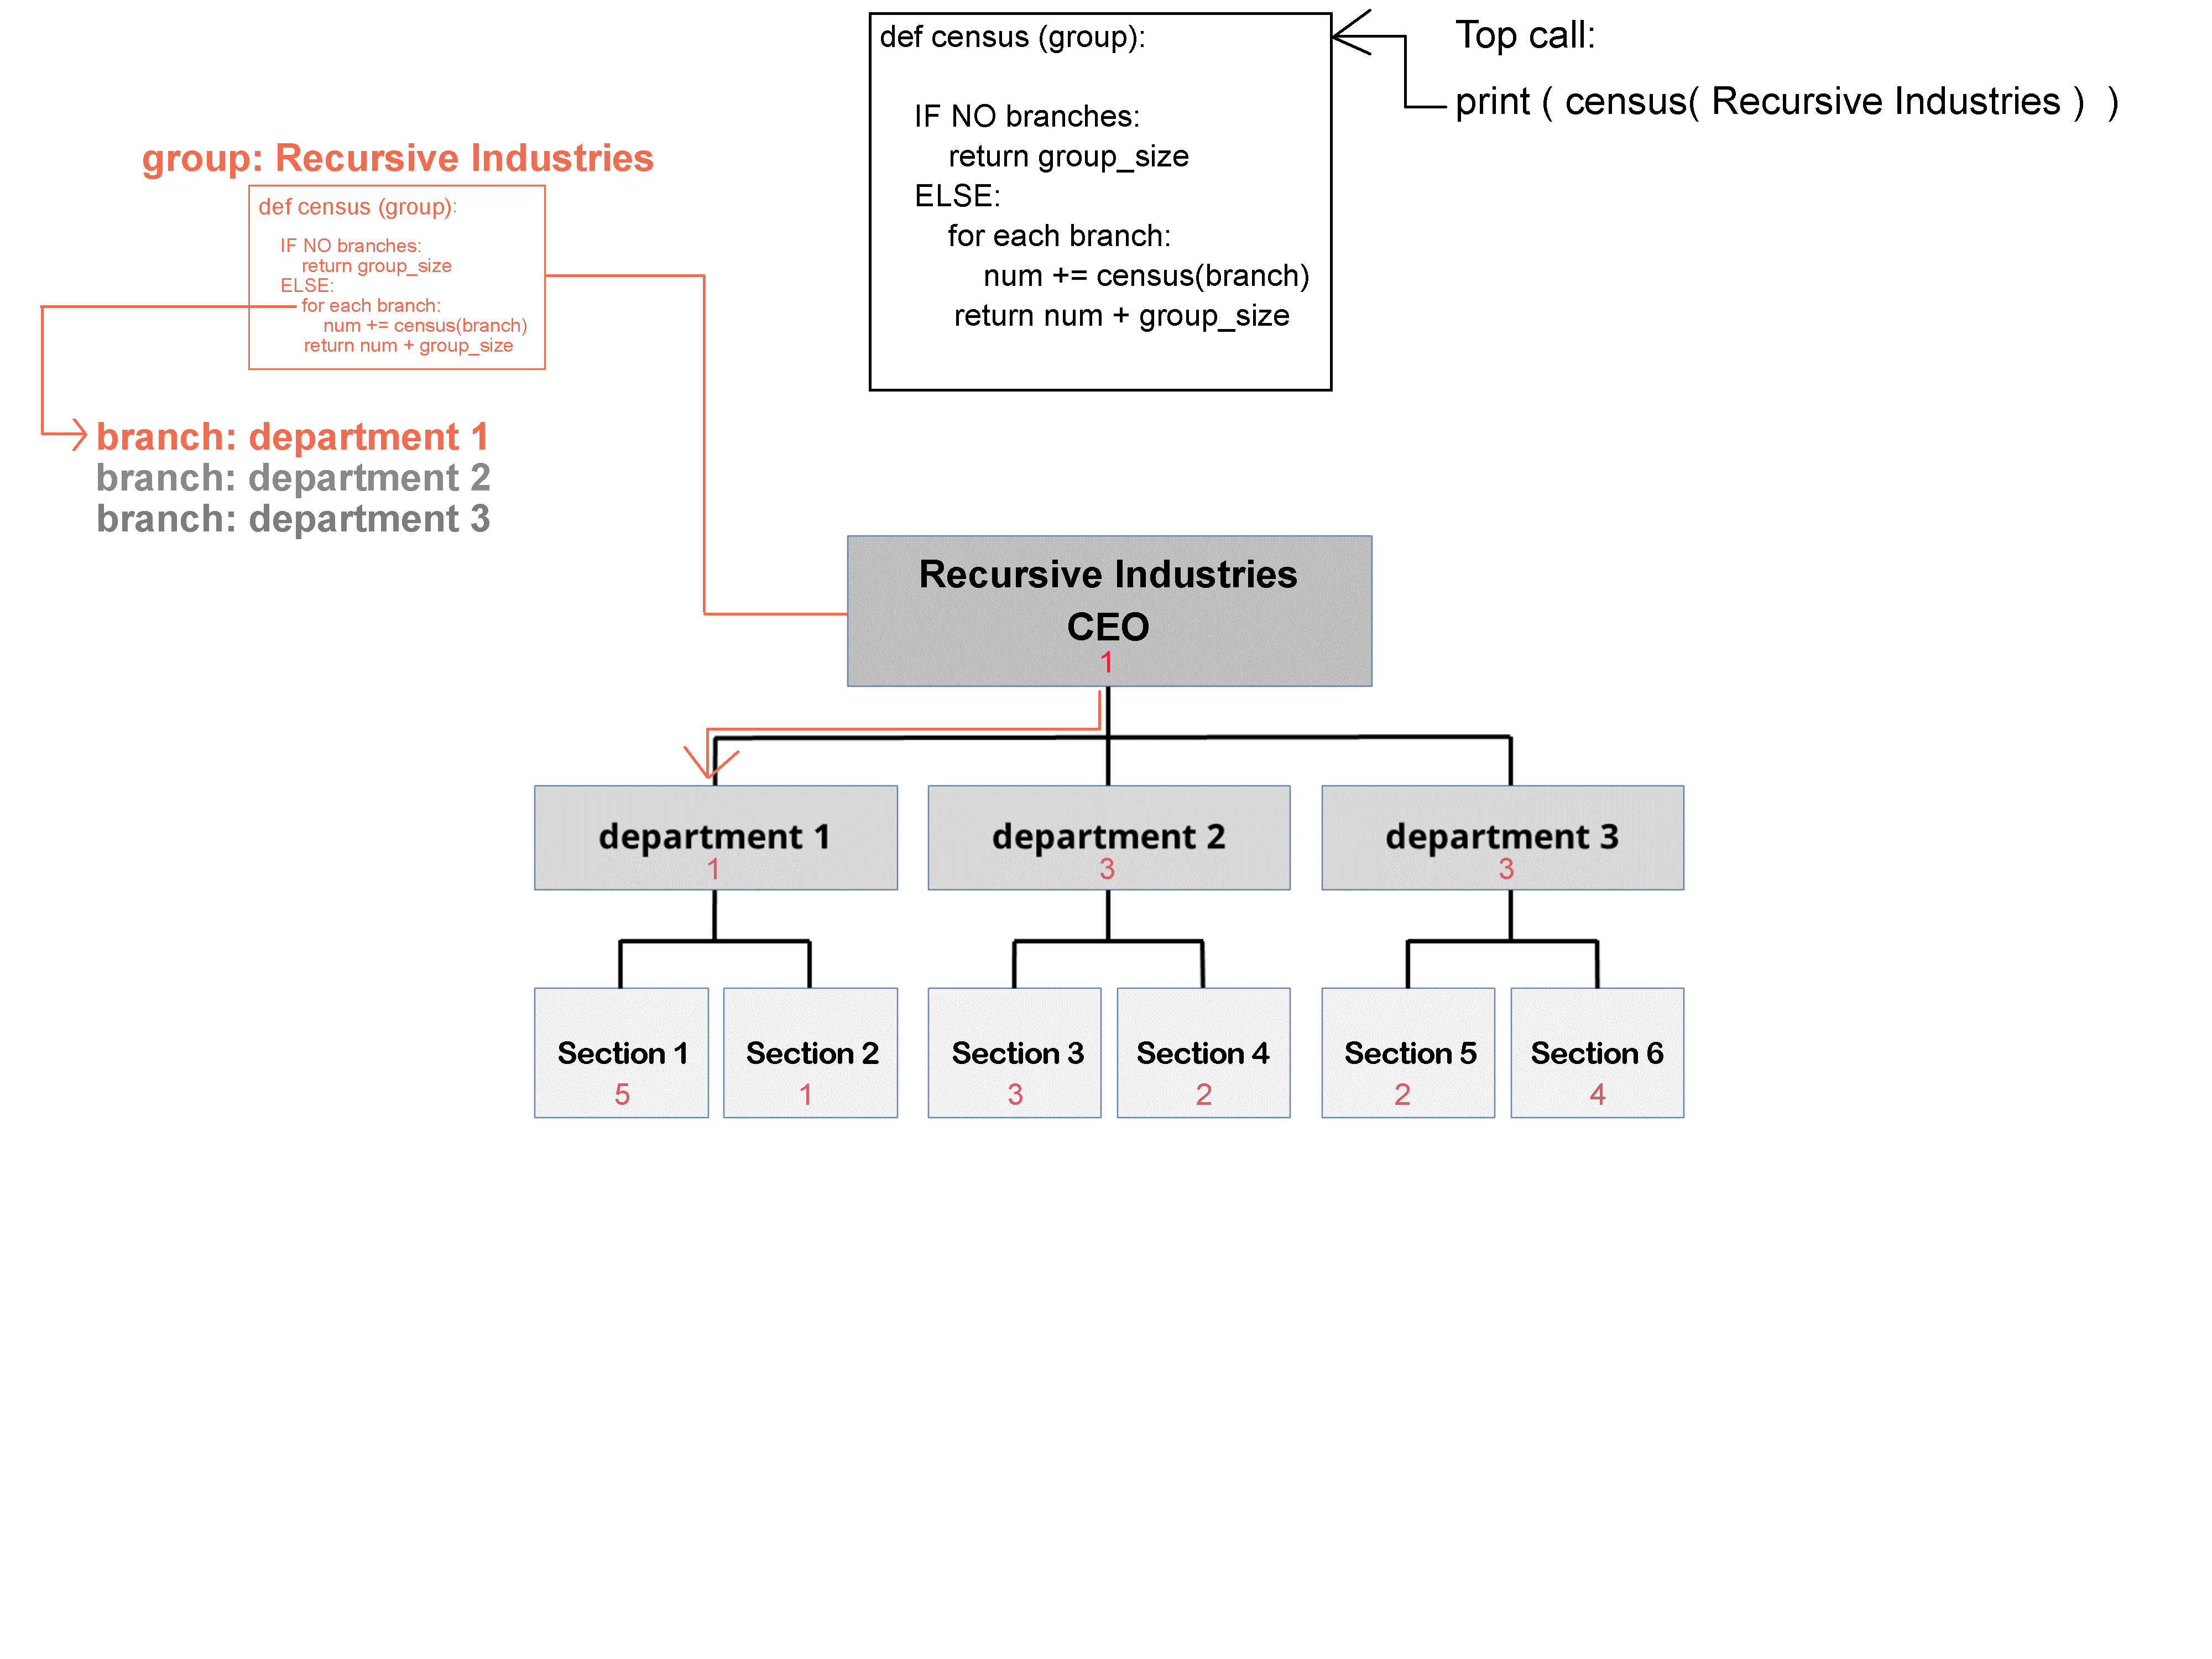 def census (group):
IF NO branches:
return group_size
ELSE:
for each branch:
num += census(branch)
return num + group_size
Top call:
print ( census( Recursive Industries ) )
group: Recursive Industries
def census (group):
IF NO branches:
return group_size
ELSE:
for each branch:
num += census(branch)
return num + group_size
branch: department 1
branch: department 2
branch: department 3
Recursive Industries
CEO
1
department 1
1
department 2
3
department 3
3
Section 1
5
Section 2
1
Section 3
3
Section 4
2
Section 5
2
Section 6
4